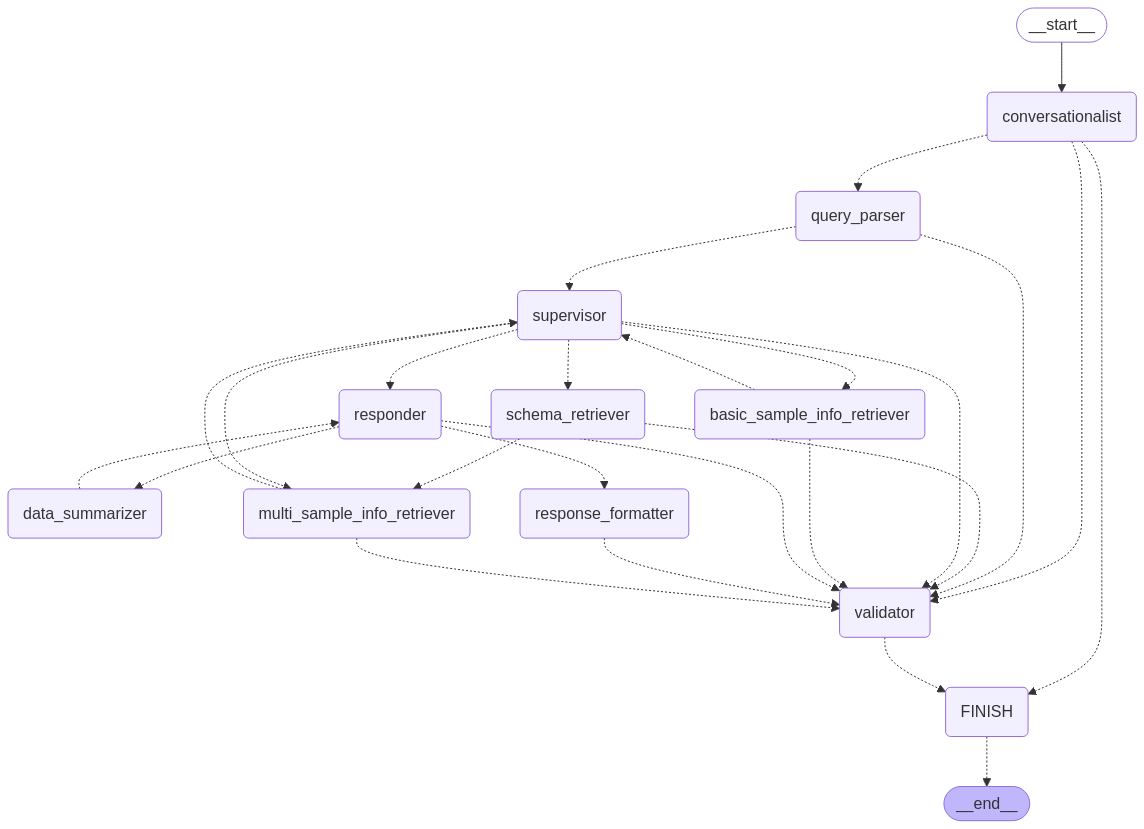 __start__
conversationalist
query_parser
supervisor
responder
schema_retriever
basic_sample_info_retriever
data_summarizer
multi_sample_info_retriever
response_formatter
validator
FINISH
__end__